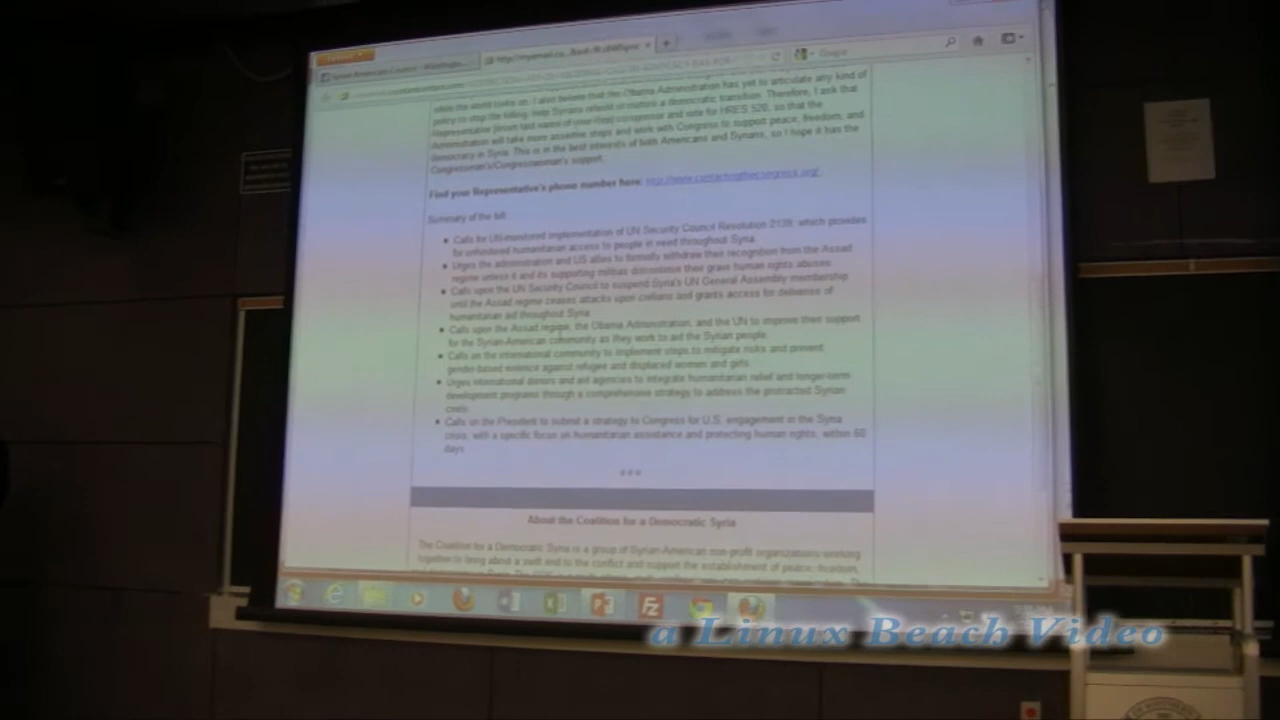 Syrian American Council - Washington...
Google
while the world looks on. I also believe that the Obama Administration has yet to articulate any kind of
policy to stop the killing, help Syrians rebuild or mature a democratic transition. Therefore, I ask that
Representative [insert last name of your Rep] cosponsor and vote for HRES 520, so that the
Administration will take more assertive steps and work with Congress to support peace, freedom, and
democracy in Syria. This is in the best interests of both Americans and Syrians, so I hope it has the
Congressman's/Congresswoman's support.
Find your Representative's phone number here: http://www.contactingthecongress.org/
Summary of the bill:
Calls for UN-monitored implementation of UN Security Council Resolution 2139, which provides
for unhindered humanitarian access to people in need throughout Syria.
Urges the administration and US allies to formally withdraw their recognition from the Assad
regime unless it and its supporting militias discontinue their grave human rights abuses
Calls upon the UN Security Council to suspend Syria's UN General Assembly membership
until the Assad regime ceases attacks upon civilians and grants access for deliveries of
humanitarian aid throughout Syria
Calls upon the Assad regime, the Obama Administration, and the UN to improve their support
for the Syrian-American community as they work to aid the Syrian people.
Calls on the international community to implement steps to mitigate risks and prevent
gender-based violence against refugee and displaced women and girls
Urges international donors and aid agencies to integrate humanitarian relief and longer-term
development programs through a comprehensive strategy to address the protracted Syrian
crisis
Calls on the President to submit a strategy to Congress for U.S. engagement in the Syria
crisis, with a specific focus on humanitarian assistance and protecting human rights, within 60
days
***
About the Coalition for a Democratic Syria
The Coalition for a Democratic Syria is a group of Syrian-American non-profit organizations working
together to bring about a swift end to the conflict and support the establishment of peace, freedom,
a Linux Beach Video